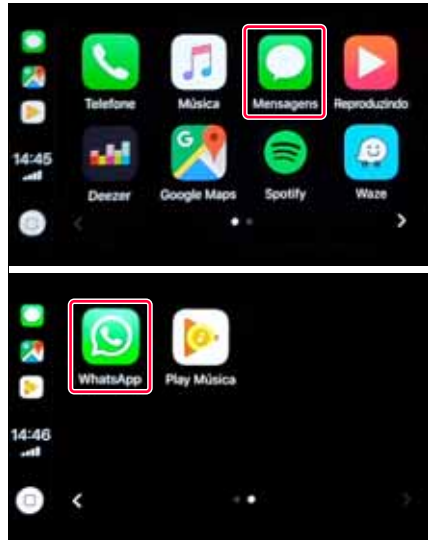 Telefone Música Mensagens Reproduzindo
14:45
Deezer Google Maps Spotify Waze
WhatsApp Play Música
14:46